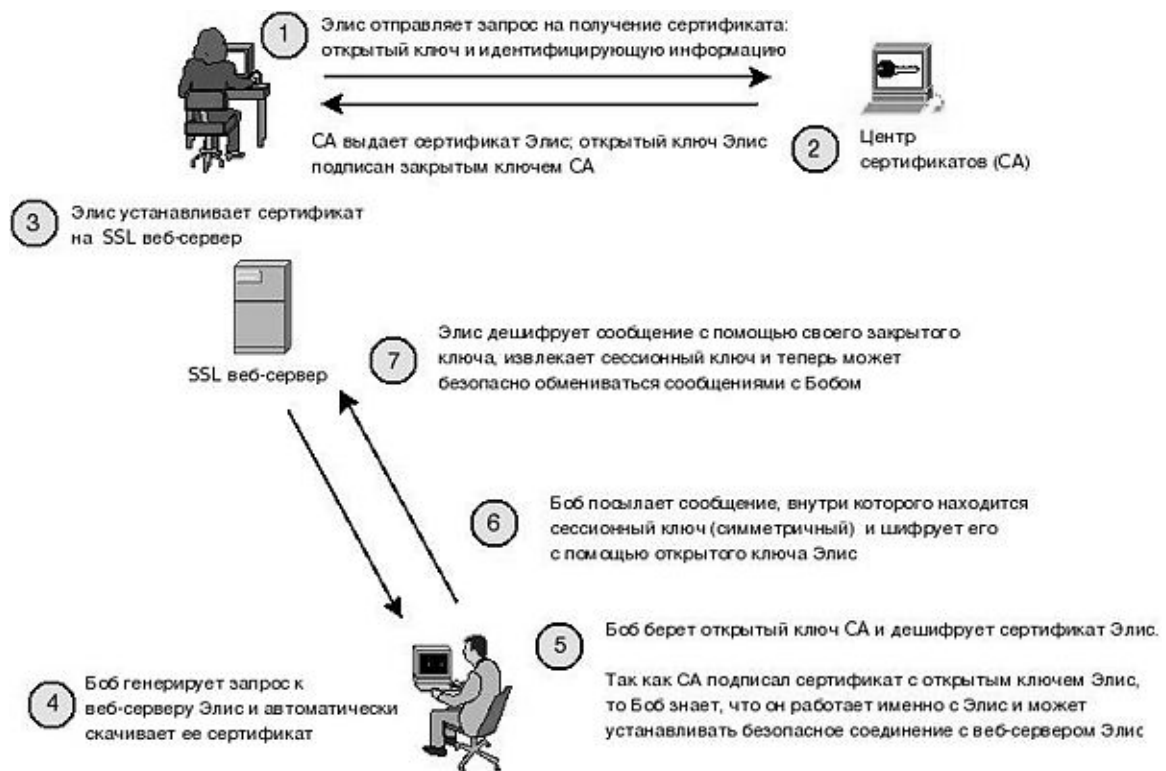 1
Элис отправляет запрос на получение сертификата:
открытый ключ и идентифицирующую информацию
CA выдает сертификат Элис; открытый ключ Элис
подписан закрытым ключем CA
2
Центр
сертификатов (CA)
3
Элис устанавливает сертификат
на SSL веб-сервер
SSL веб-сервер
7
Элис дешифрует сообщение с помощью своего закрытого
ключа, извлекает сессионный ключ и теперь может
безопасно обмениваться сообщениями с Бобом
6
Боб посылает сообщение, внутри которого находится
сессионный ключ (симметричный) и шифрует его
с помощью открытого ключа Элис
5
Боб берет открытый ключ CA и дешифрует сертификат Элис.
Так как CA подписал сертификат с открытым ключем Элис,
то Боб знает, что он работает именно с Элис и может
устанавливать безопасное соединение с веб-сервером Элис
4
Боб генерирует запрос к
веб-серверу Элис и автоматически
скачивает ее сертификат